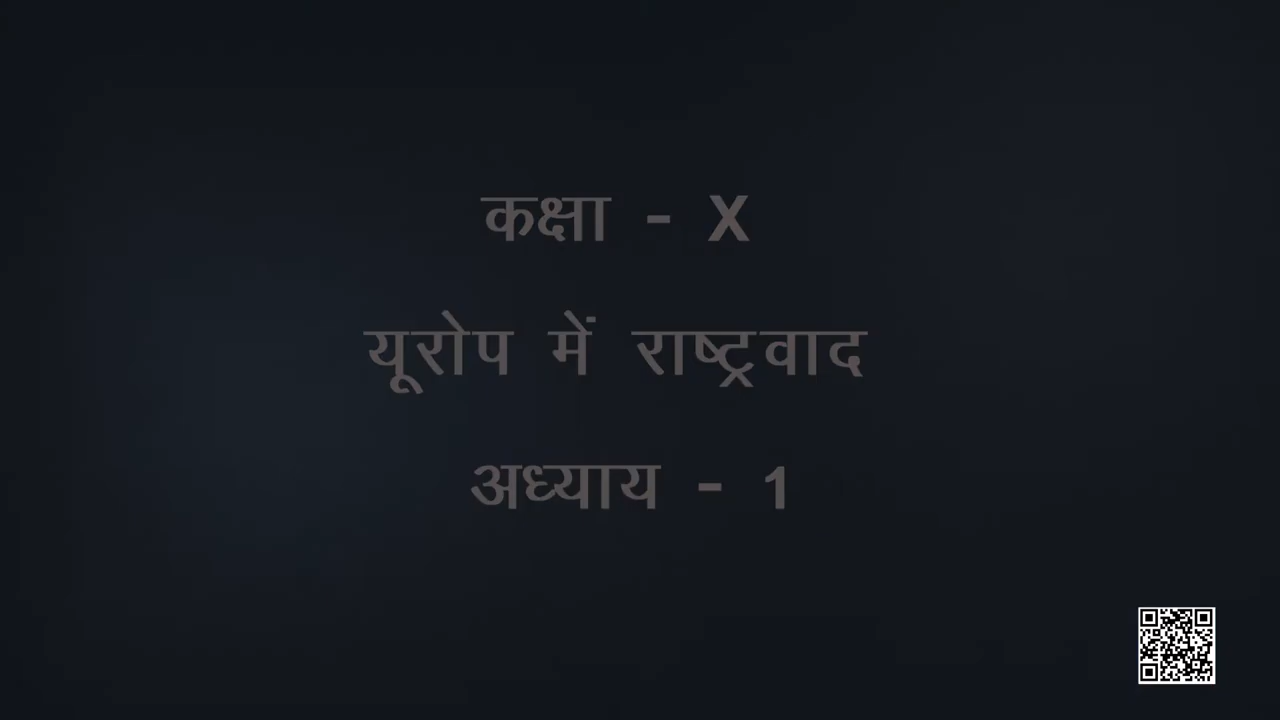 कक्षा - X
यूरोप में राष्ट्रवाद
अध्याय - 1